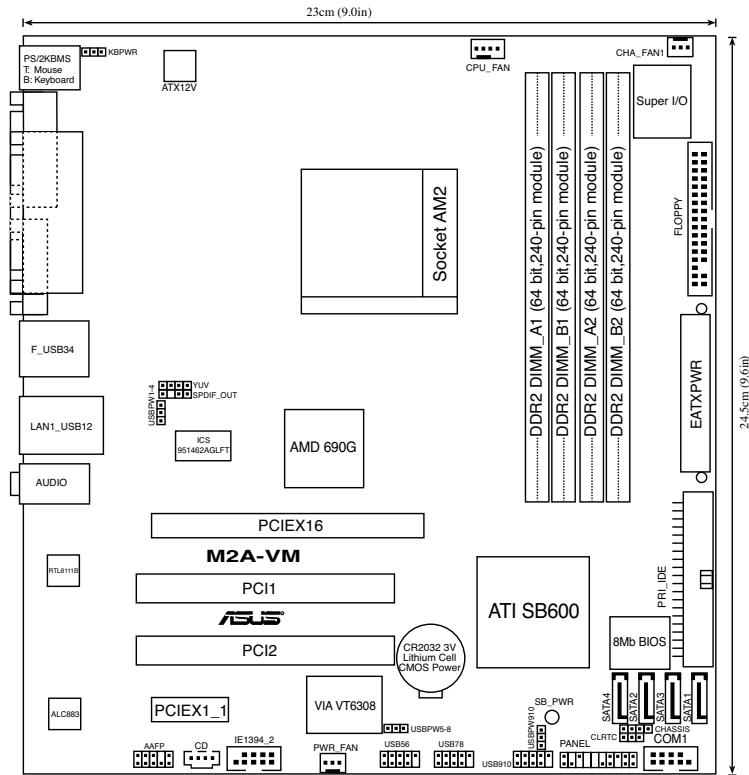 23cm (9.0in)
KBPWR
PS/2KBMS
T: Mouse
B: Keyboard
ATX12V
CPU_FAN
CHA_FAN1
Super I/O
Socket AM2
DDR2 DIMM_A1 (64 bit,240-pin module)
DDR2 DIMM_B1 (64 bit,240-pin module)
DDR2 DIMM_A2 (64 bit,240-pin module)
DDR2 DIMM_B2 (64 bit,240-pin module)
FLOPPY
24.5cm (9.6in)
F_USB34
EATXPWR
YUV
SPDIF_OUT
USBPW1-4
LAN1_USB12
ICS
951462AGLFT
AMD 690G
AUDIO
PCIEX16
M2A-VM
RTL8111B
PCI1
ATI SB600
PRI_IDE
ASUS
PCI2
CR2032 3V
Lithium Cell
CMOS Power
8Mb BIOS
SATA4
SATA2
SATA3
SATA1
ALC883
PCIEX1_1
VIA VT6308
SB_PWR
USBPW5-8
USBPW910
CHASSIS
CLRTC
AAFP
CD
IE1394_2
PWR_FAN
USB56
USB78
USB910
PANEL
COM1